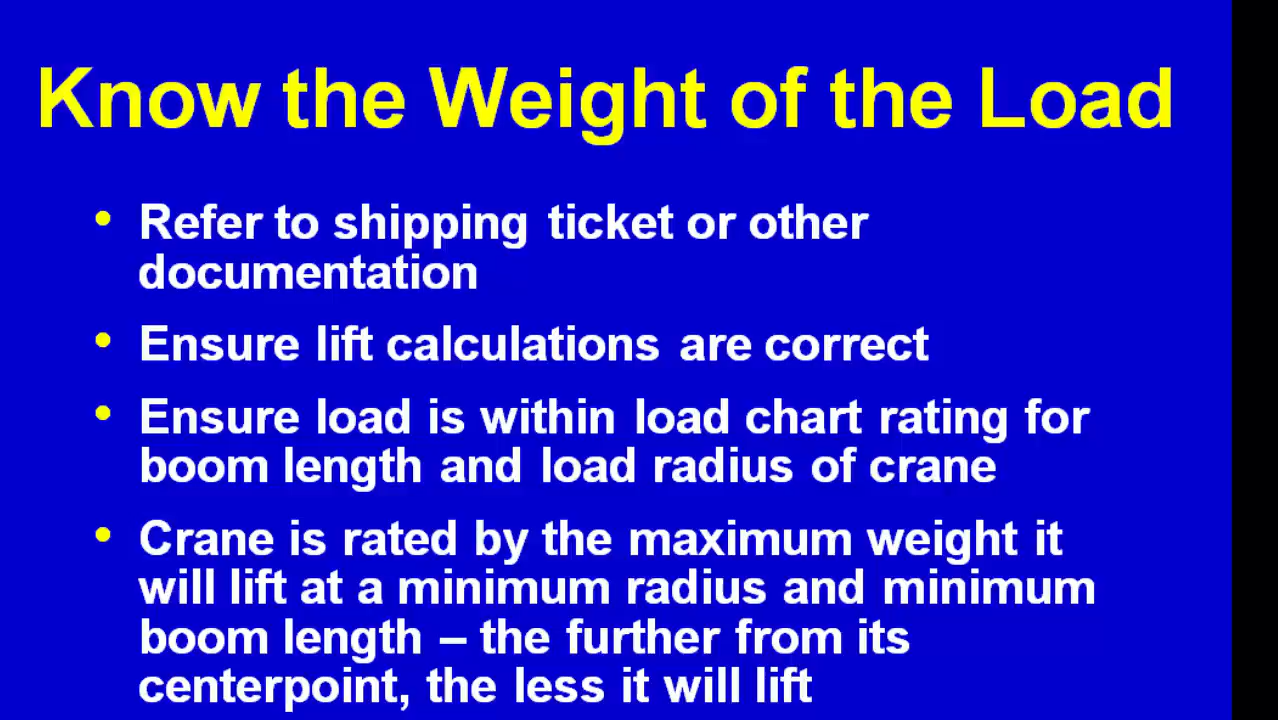 Know the Weight of the Load
• Refer to shipping ticket or other
documentation
• Ensure lift calculations are correct
• Ensure load is within load chart rating for
boom length and load radius of crane
• Crane is rated by the maximum weight it
will lift at a minimum radius and minimum
boom length – the further from its
centerpoint, the less it will lift